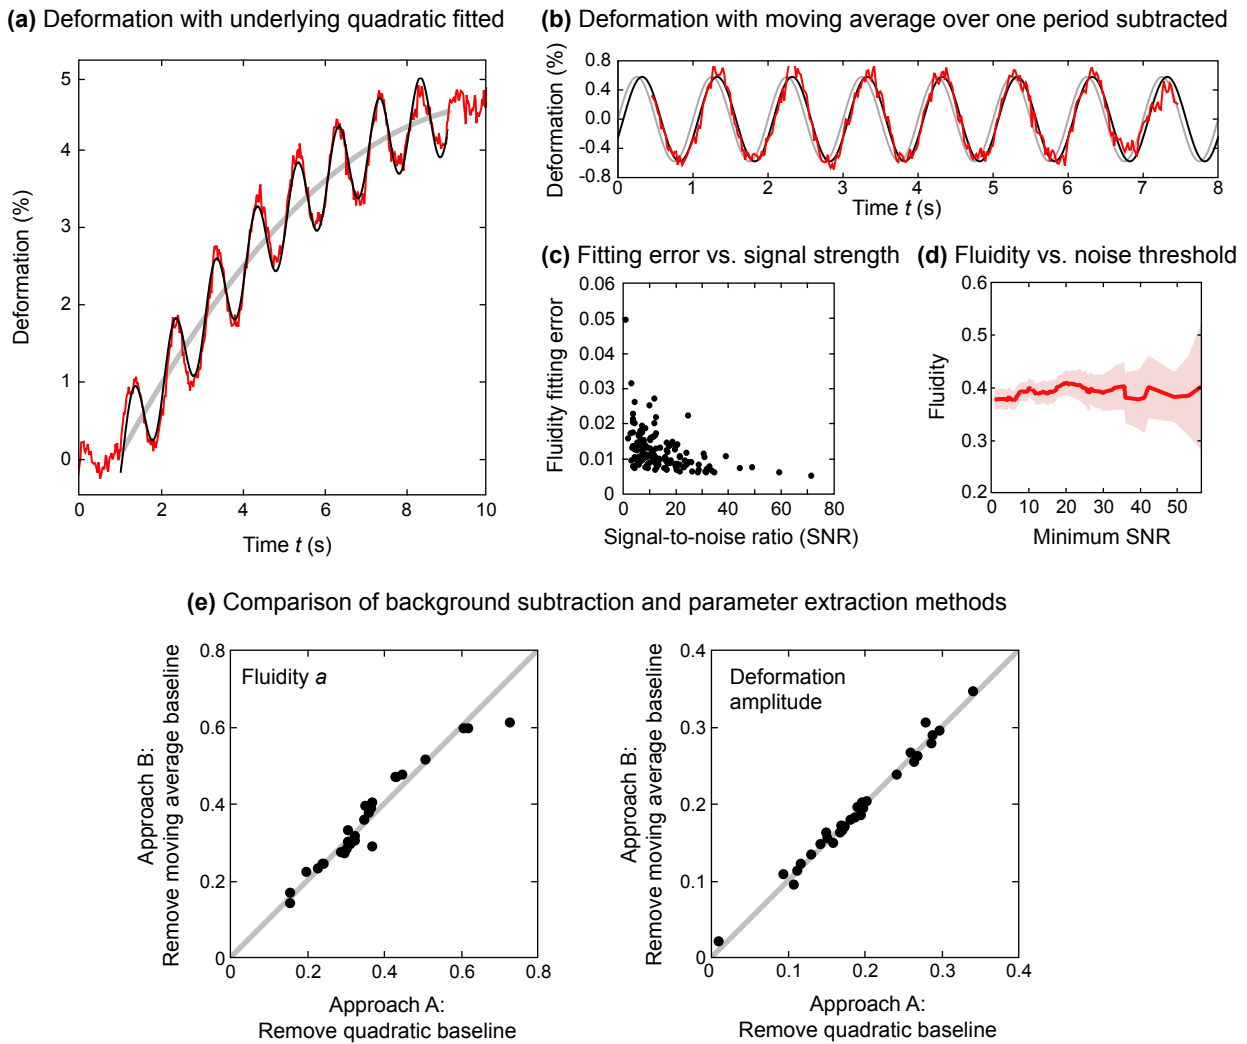 (a) Deformation with underlying quadratic fitted
5
4
3
2
1
0
Deformation (%)
0 2 4 6 8 10
Time t (s)
(b) Deformation with moving average over one period subtracted
0.8
0.4
0.0
-0.4
-0.8
Deformation (%)
0 1 2 3 4 5 6 7 8
Time t (s)
(c) Fitting error vs. signal strength
0.06
0.05
0.04
0.03
0.02
0.01
0
Fluidity fitting error
0 20 40 60 80
Signal-to-noise ratio (SNR)
(d) Fluidity vs. noise threshold
0.6
0.5
0.4
0.3
0.2
Fluidity
0 10 20 30 40 50
Minimum SNR
(e) Comparison of background subtraction and parameter extraction methods
Fluidity a
0.8
0.6
0.4
0.2
0
Approach B:
Remove moving average baseline
0 0.2 0.4 0.6 0.8
Approach A:
Remove quadratic baseline
Deformation
amplitude
0.4
0.3
0.2
0.1
0
Approach B:
Remove moving average baseline
0 0.1 0.2 0.3 0.4
Approach A:
Remove quadratic baseline